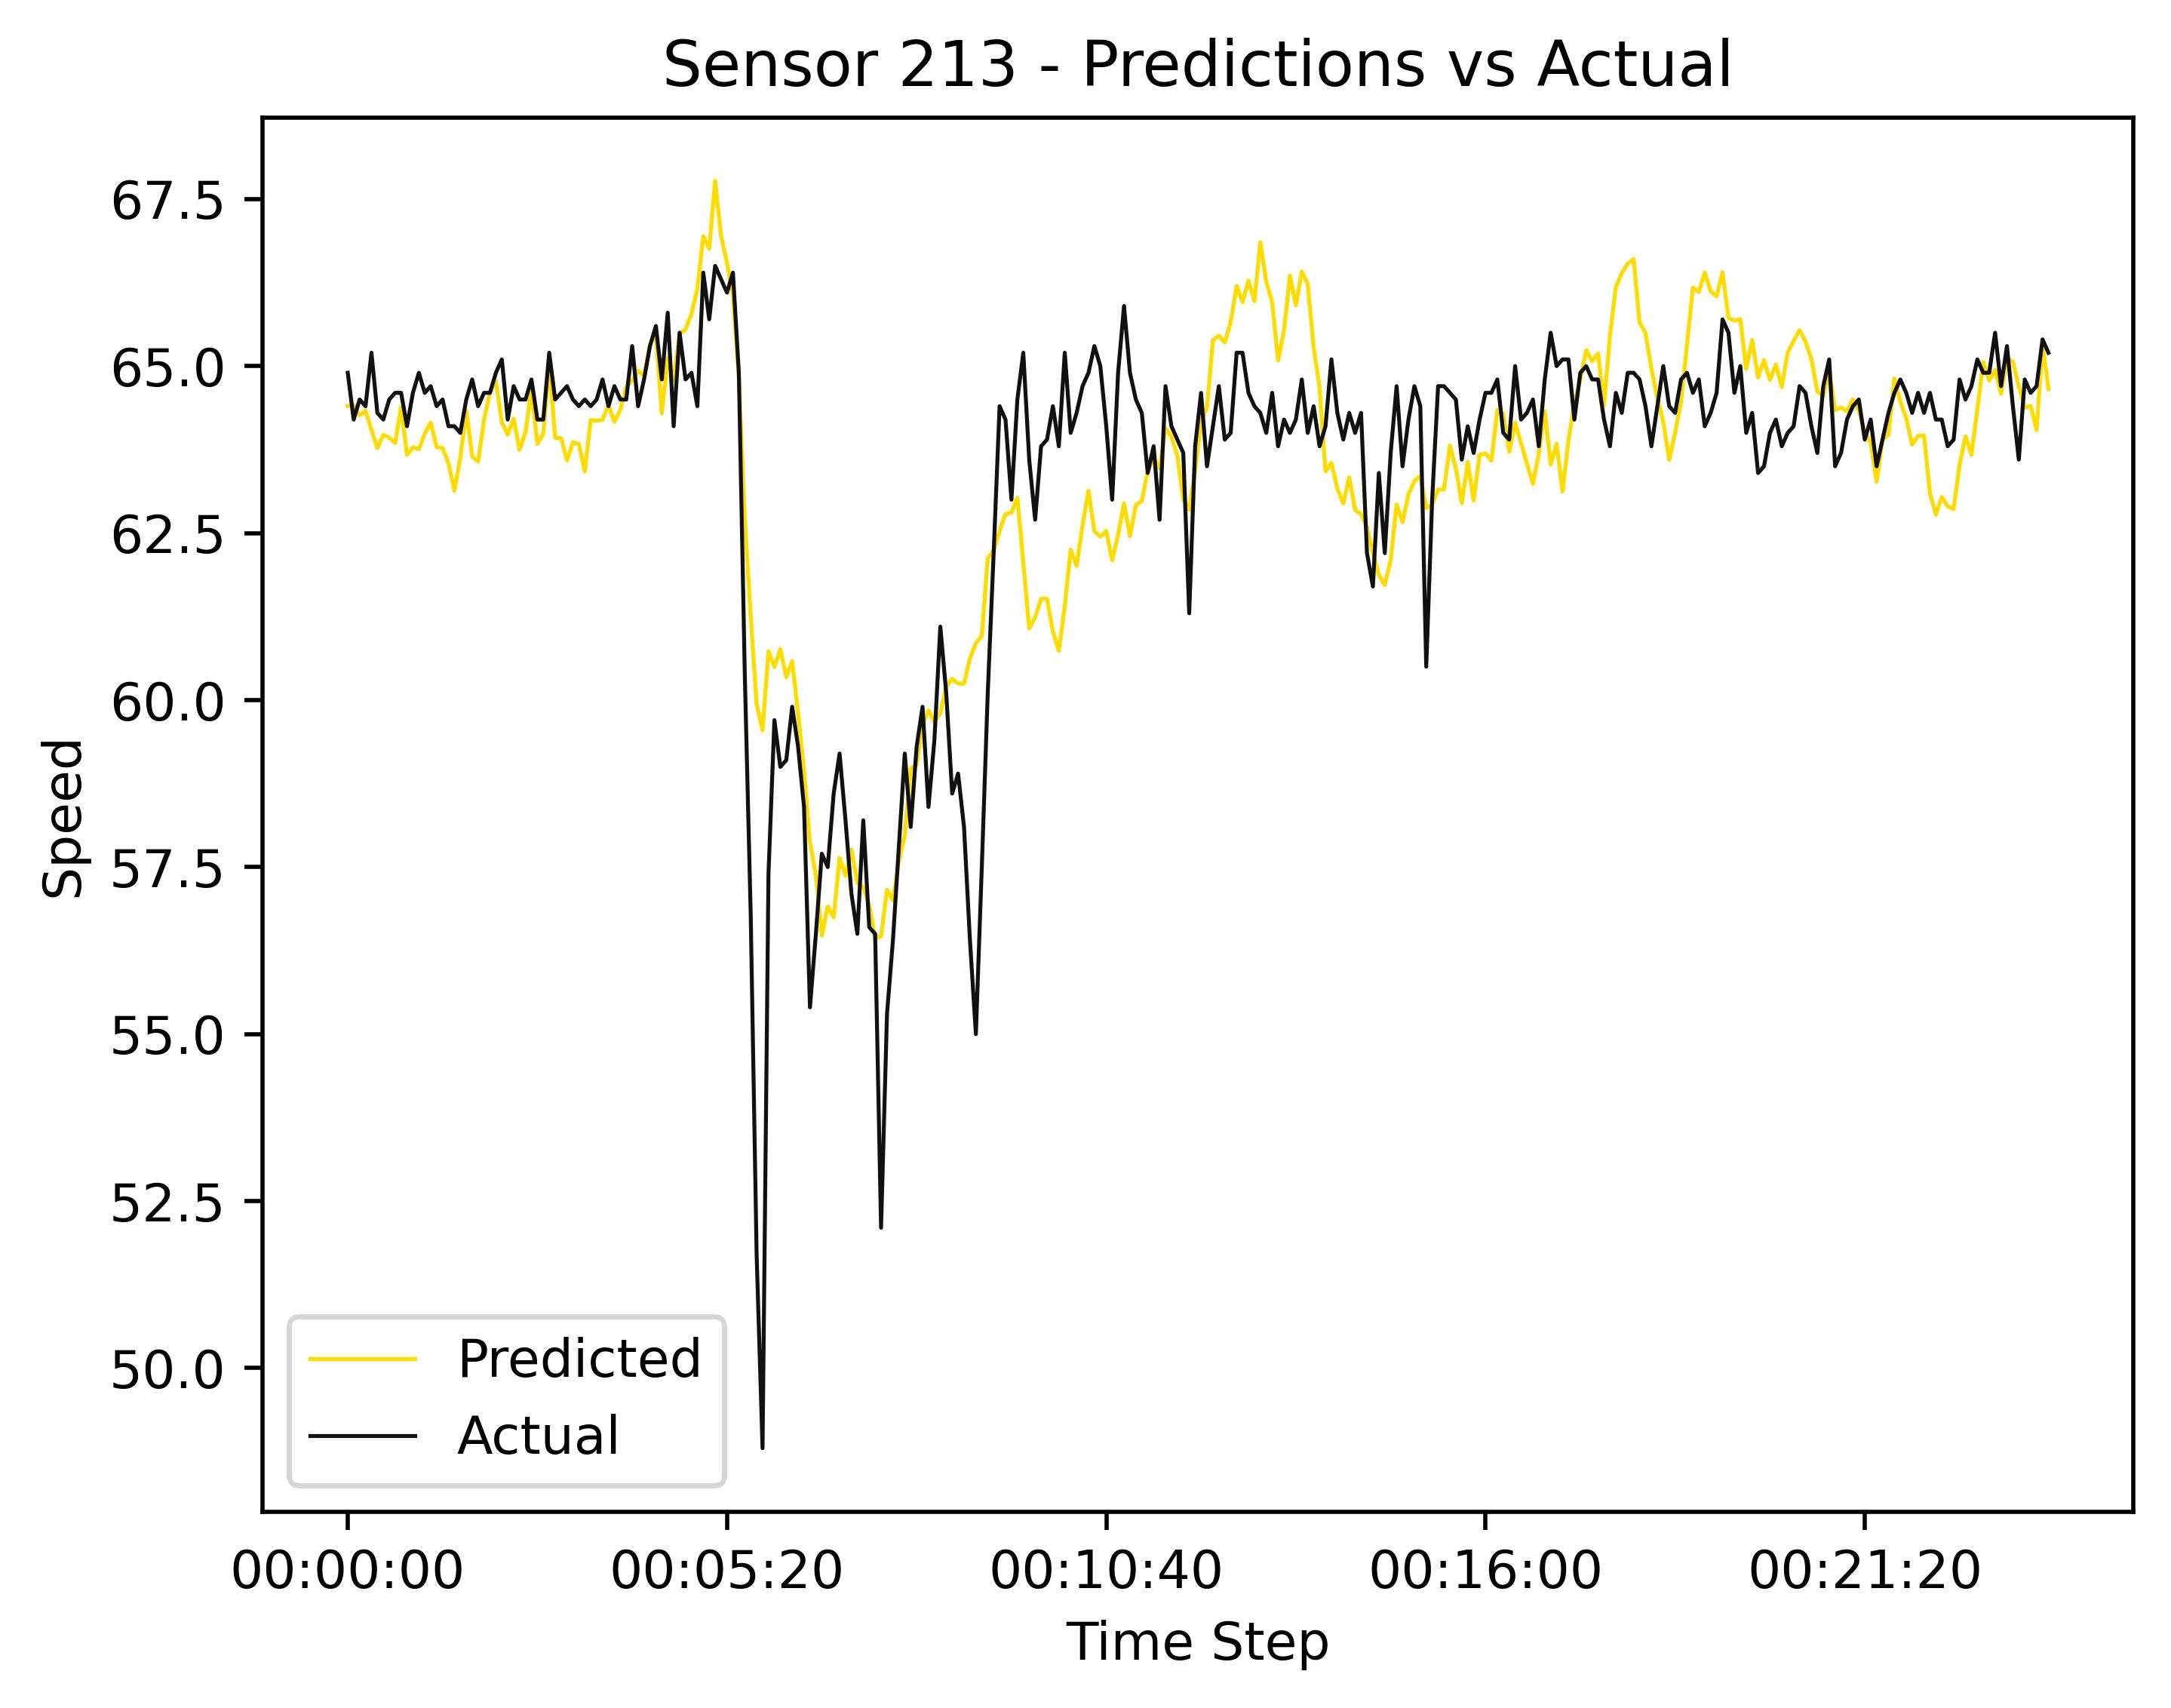 Sensor 213 - Predictions vs Actual
67.5
65.0
62.5
60.0
57.5
55.0
52.5
50.0
Speed
Predicted
Actual
00:00:00 00:05:20 00:10:40 00:16:00 00:21:20
Time Step